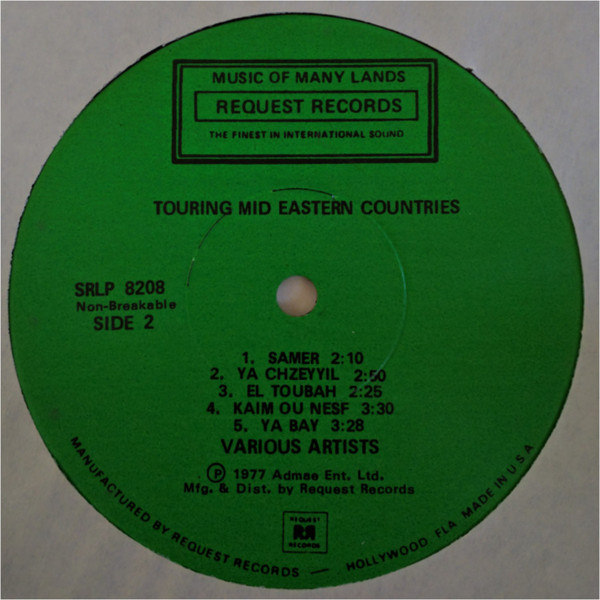 MUSIC OF MANY LANDS
REQUEST RECORDS
THE FINEST IN INTERNATIONAL SOUND
TOURING MID EASTERN COUNTRIES
SRLP 8208
Non-Breakable
SIDE 2
1. SAMER 2:10
2. YA CHZEYYIL 2:50
3. EL TOUBAH 2:25
4. KAIM OU NESF 3:30
5. YA BAY 3:28
VARIOUS ARTISTS
Ⓟ 1977 Admae Ent. Ltd.
Mfg. & Dist. by Request Records
REQUEST
RR
RECORDS
MANUFACTURED BY REQUEST RECORDS — HOLLYWOOD FLA MADE IN U.S.A